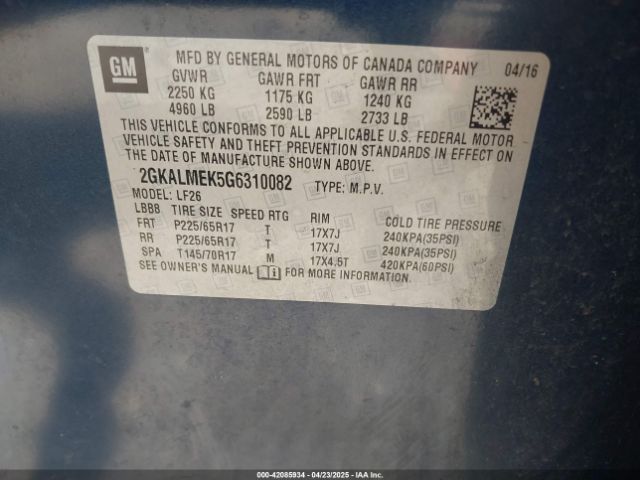 GM
MFD BY GENERAL MOTORS OF CANADA COMPANY 04/16
GVWR GAWR FRT GAWR RR
2250 KG 1175 KG 1240 KG
4960 LB 2590 LB 2733 LB
THIS VEHICLE CONFORMS TO ALL APPLICABLE U.S. FEDERAL MOTOR
VEHICLE SAFETY AND THEFT PREVENTION STANDARDS IN EFFECT ON THE
DATE OF MANUFACTURE SHOWN ABOVE.
2GKALMEK5G6310082 TYPE: M.P.V.
MODEL: LF26
LBB8 TIRE SIZE SPEED RTG RIM COLD TIRE PRESSURE
FRT P225/65R17 T 17X7J 240KPA(35PSI)
RR P225/65R17 T 17X7J 240KPA(35PSI)
SPA T145/70R17 M 17X4.5T 420KPA(60PSI)
SEE OWNER'S MANUAL FOR MORE INFORMATION.
000-42085934 - 04/23/2025 - IAAI.COM